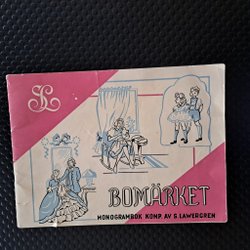 BOMÄRKET
MONOGRAMBOK KOMP. AV G. LAWERGREN